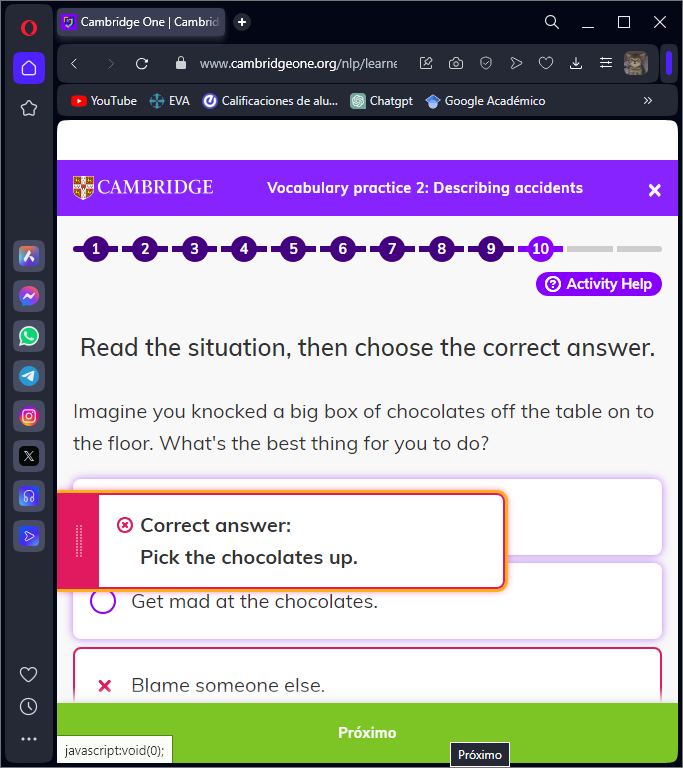 Cambridge One | Cambrid
www.cambridgeone.org/nlp/learne
YouTube
EVA
Calificaciones de alu...
Chatgpt
Google Académico
CAMBRIDGE
Vocabulary practice 2: Describing accidents
1 2 3 4 5 6 7 8 9 10
Activity Help
Read the situation, then choose the correct answer.
Imagine you knocked a big box of chocolates off the table on to
the floor. What's the best thing for you to do?
Correct answer:
Pick the chocolates up.
Get mad at the chocolates.
Blame someone else.
Próximo
javascript:void(0);
Próximo